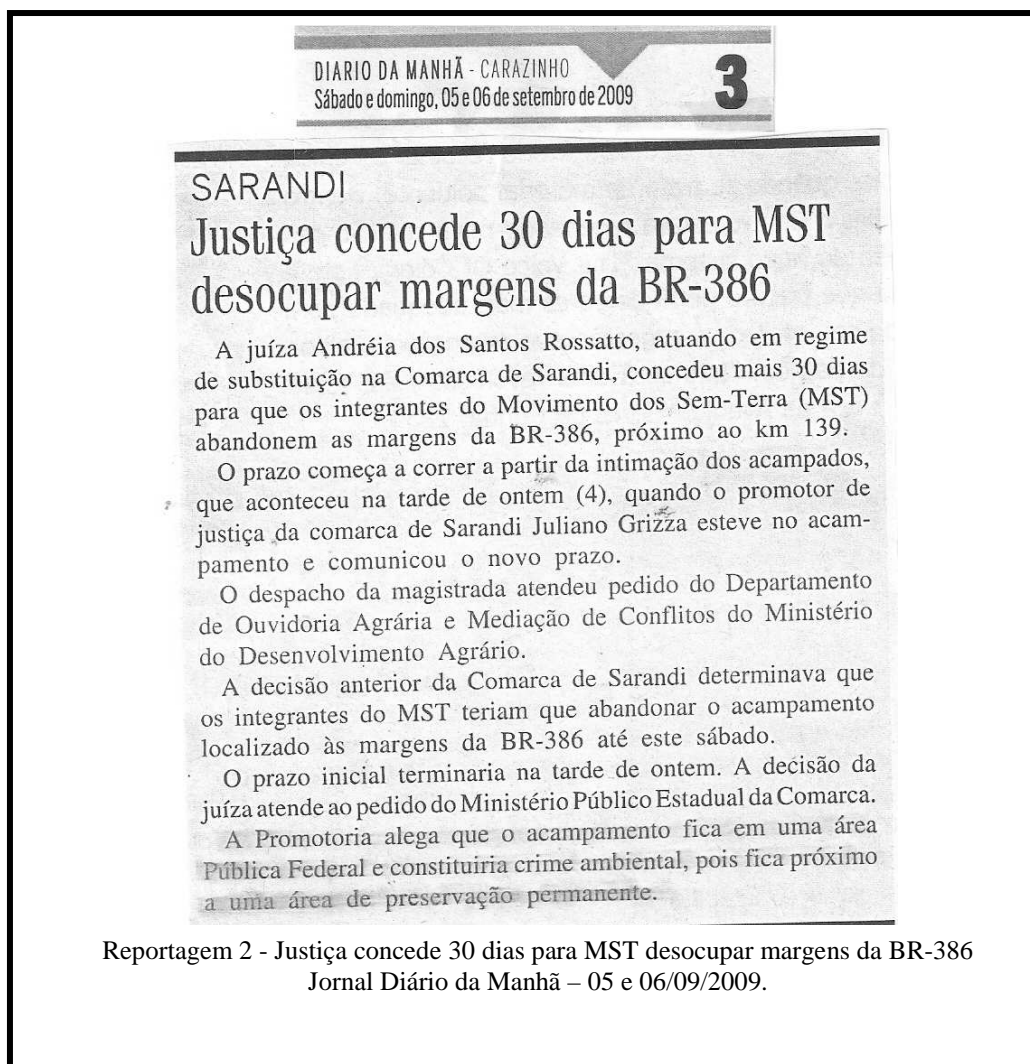 DIARIO DA MANHÃ - CARAZINHO
Sábado e domingo, 05 e 06 de setembro de 2009
3
SARANDI
Justiça concede 30 dias para MST
desocupar margens da BR-386
A juíza Andréia dos Santos Rossatto, atuando em regime
de substituição na Comarca de Sarandi, concedeu mais 30 dias
para que os integrantes do Movimento dos Sem-Terra (MST)
abandonem as margens da BR-386, próximo ao km 139.
O prazo começa a correr a partir da intimação dos acampados,
que aconteceu na tarde de ontem (4), quando o promotor de
justiça da comarca de Sarandi Juliano Grizza esteve no acam-
pamento e comunicou o novo prazo.
O despacho da magistrada atendeu pedido do Departamento
de Ouvidoria Agrária e Mediação de Conflitos do Ministério
do Desenvolvimento Agrário.
A decisão anterior da Comarca de Sarandi determinava que
os integrantes do MST teriam que abandonar o acampamento
localizado às margens da BR-386 até este sábado.
O prazo inicial terminaria na tarde de ontem. A decisão da
juíza atende ao pedido do Ministério Público Estadual da Comarca.
A Promotoria alega que o acampamento fica em uma área
Pública Federal e constituiria crime ambiental, pois fica próximo
a uma área de preservação permanente.
Reportagem 2 - Justiça concede 30 dias para MST desocupar margens da BR-386
Jornal Diário da Manhã – 05 e 06/09/2009.